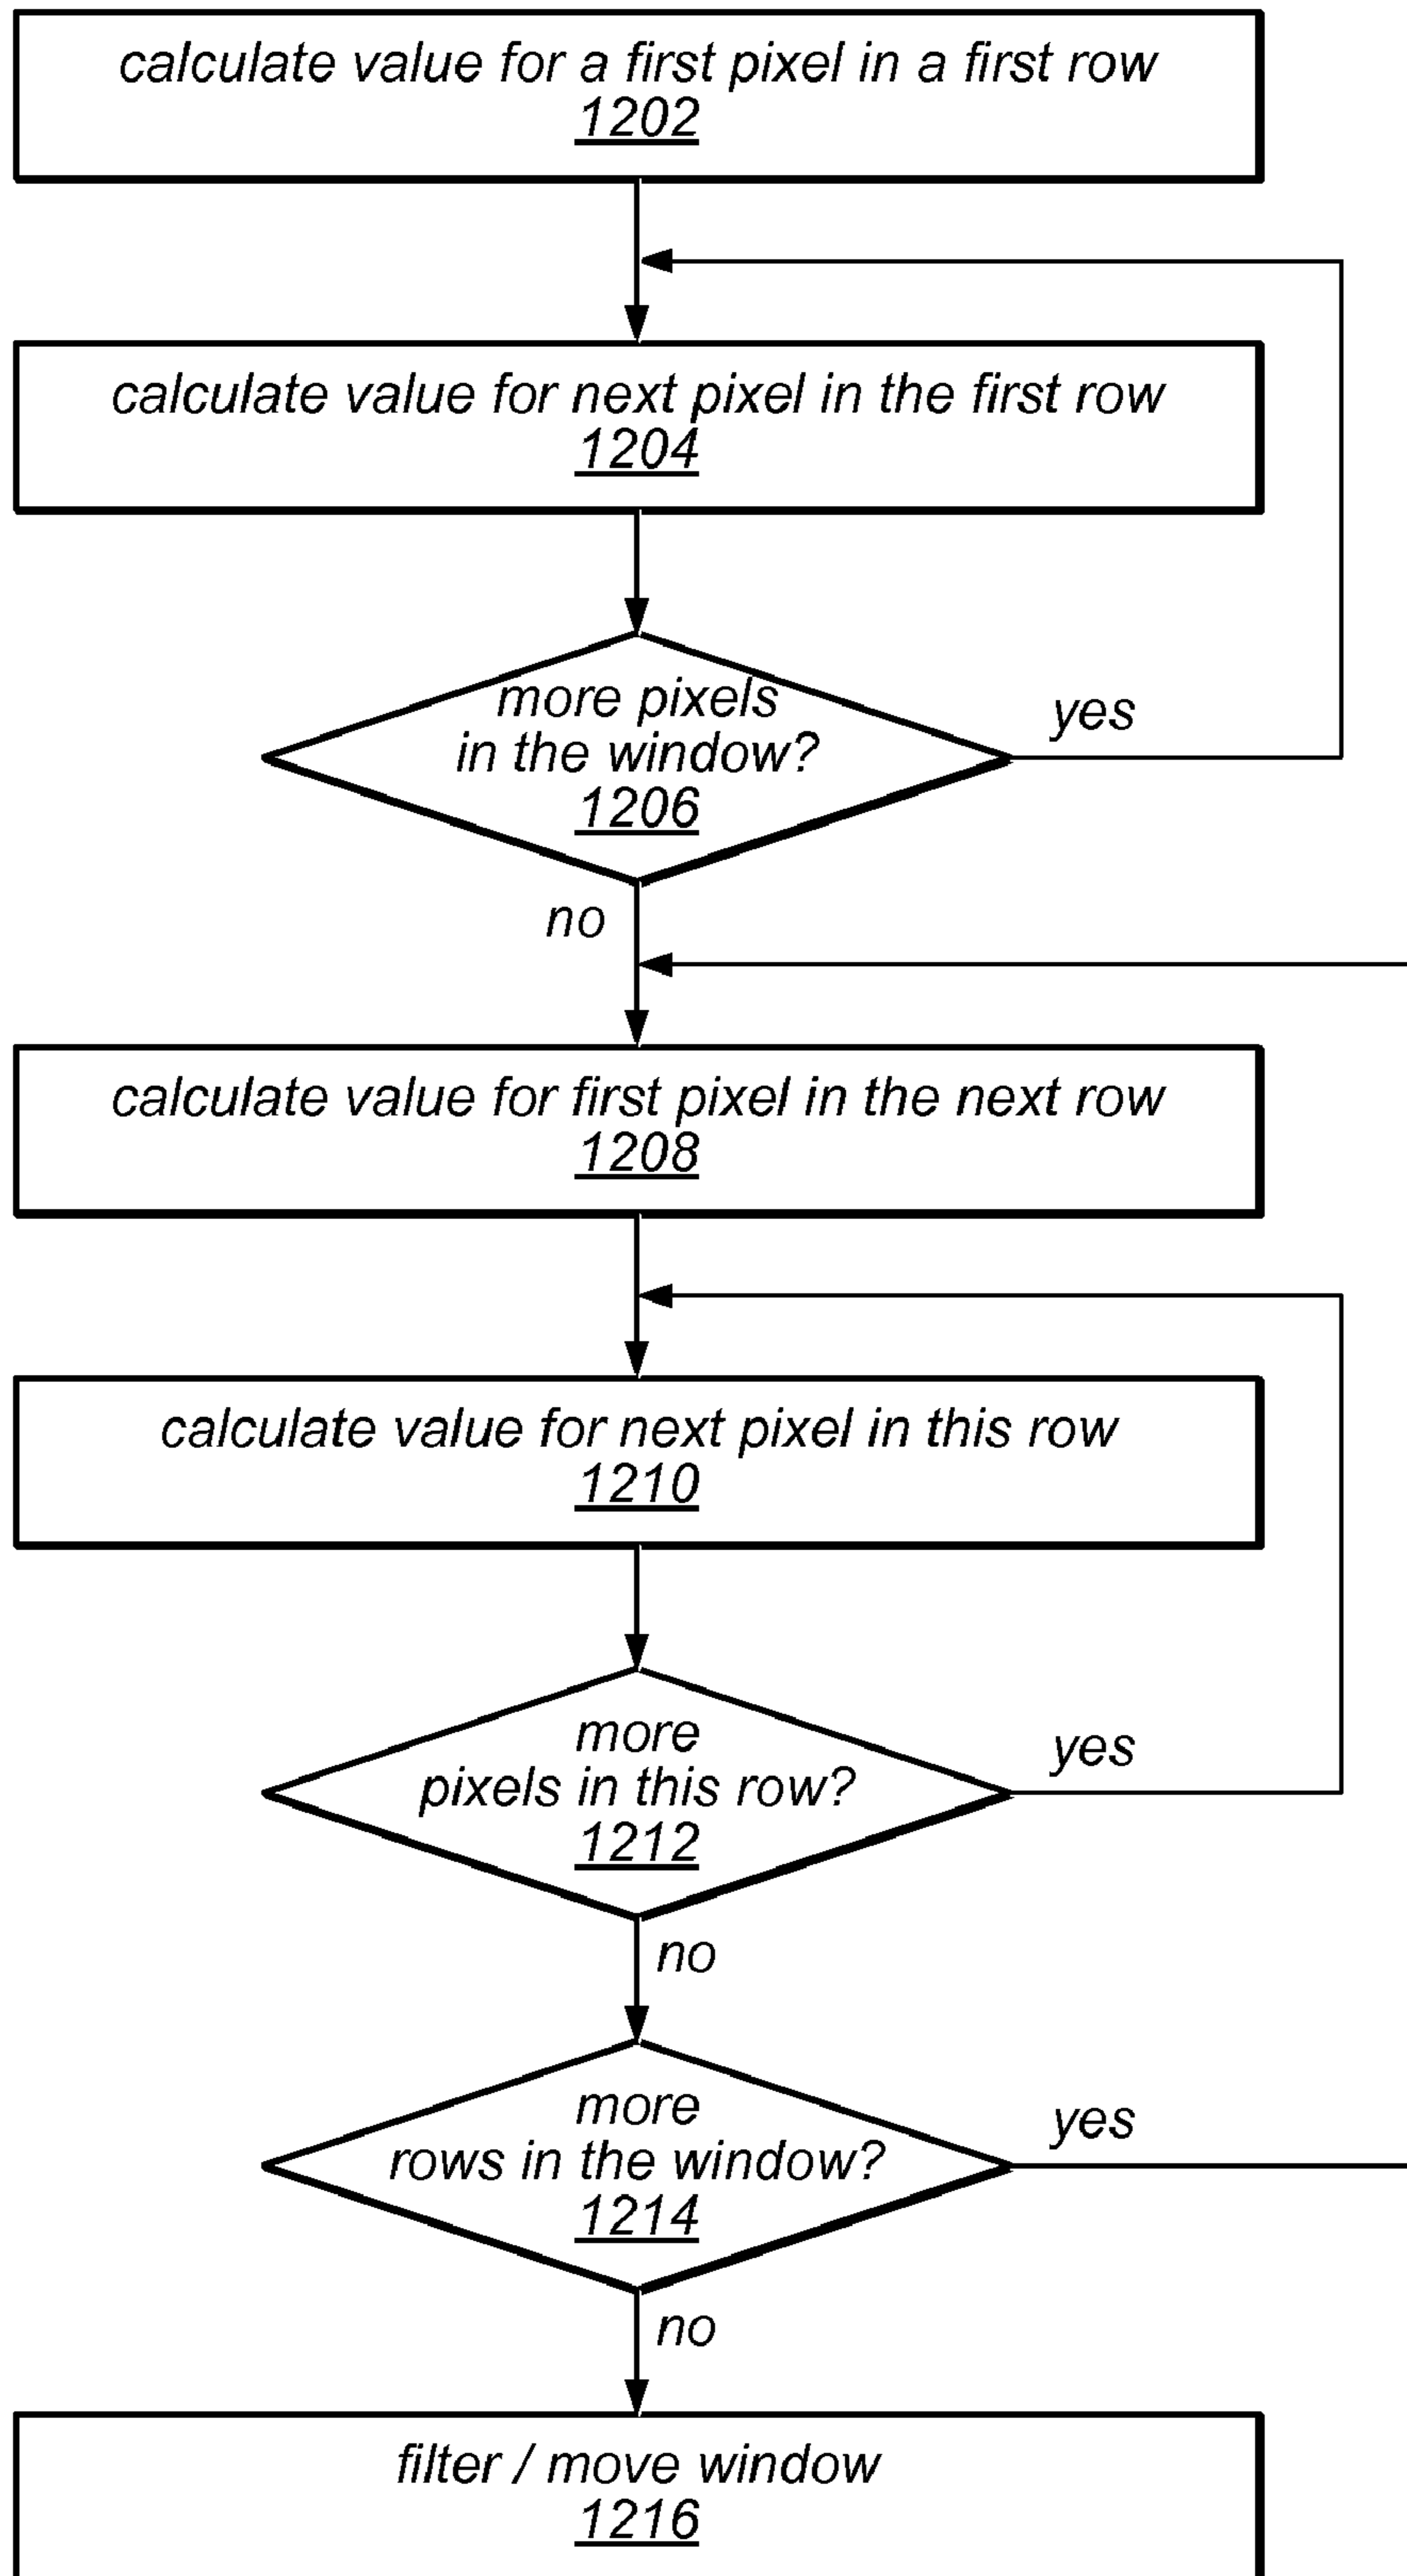 calculate value for a first pixel in a first row
1202
calculate value for next pixel in the first row
1204
more pixels
in the window?
1206
yes
no
calculate value for first pixel in the next row
1208
calculate value for next pixel in this row
1210
more
pixels in this row?
1212
yes
no
more
rows in the window?
1214
yes
no
filter / move window
1216